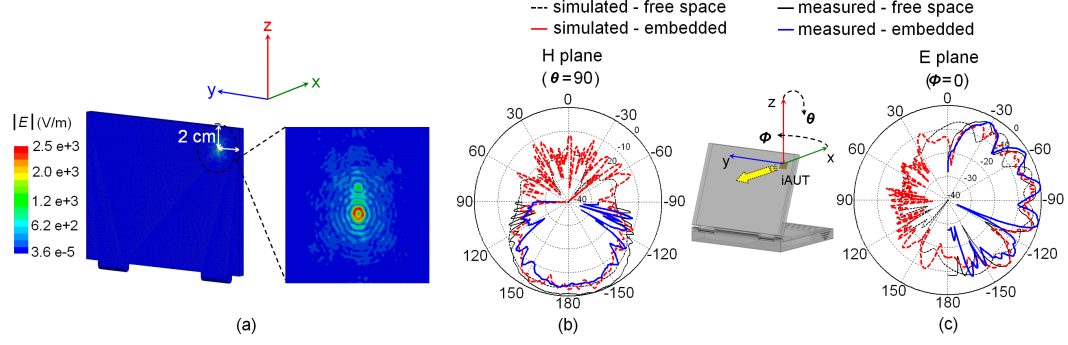 --- simulated - free space
— measured - free space
— simulated - embedded
— measured - embedded
z
y
x
|E| (V/m)
2.5 e+3
2.0 e+3
1.2 e+3
6.2 e+2
3.6 e-5
2 cm
(a)
H plane
(θ=90)
0
30
-30
60
-60
90
-90
120
-120
150
-150
180
0
-10
-20
-40
(b)
z
θ
Φ
y
x
iAUT
E plane
(Φ=0)
0
30
-30
60
-60
90
-90
120
-120
150
-150
180
0
-10
-20
-30
-40
(c)